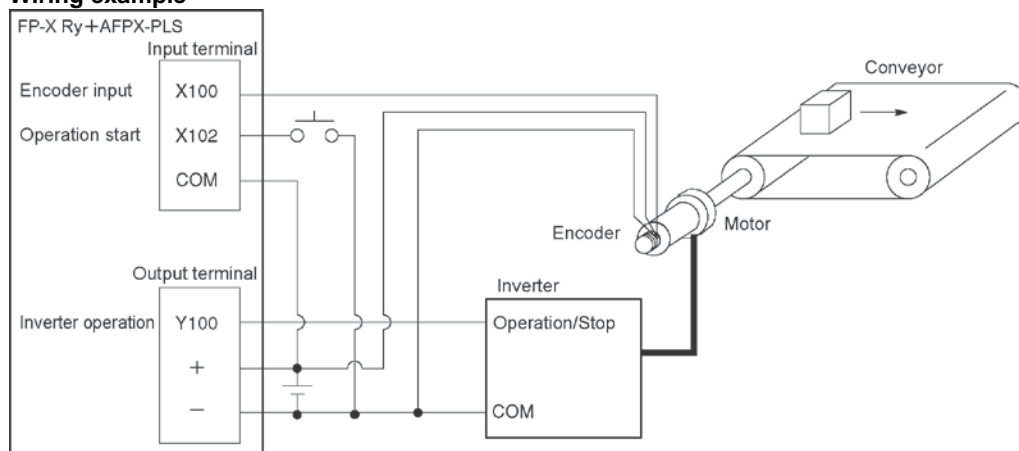 Wiring example
FP-X Ry+AFPX-PLS
Input terminal
Encoder input
X100
Operation start
X102
COM
Conveyor
Encoder
Motor
Output terminal
Inverter
Inverter operation
Y100
Operation/Stop
+
−
COM